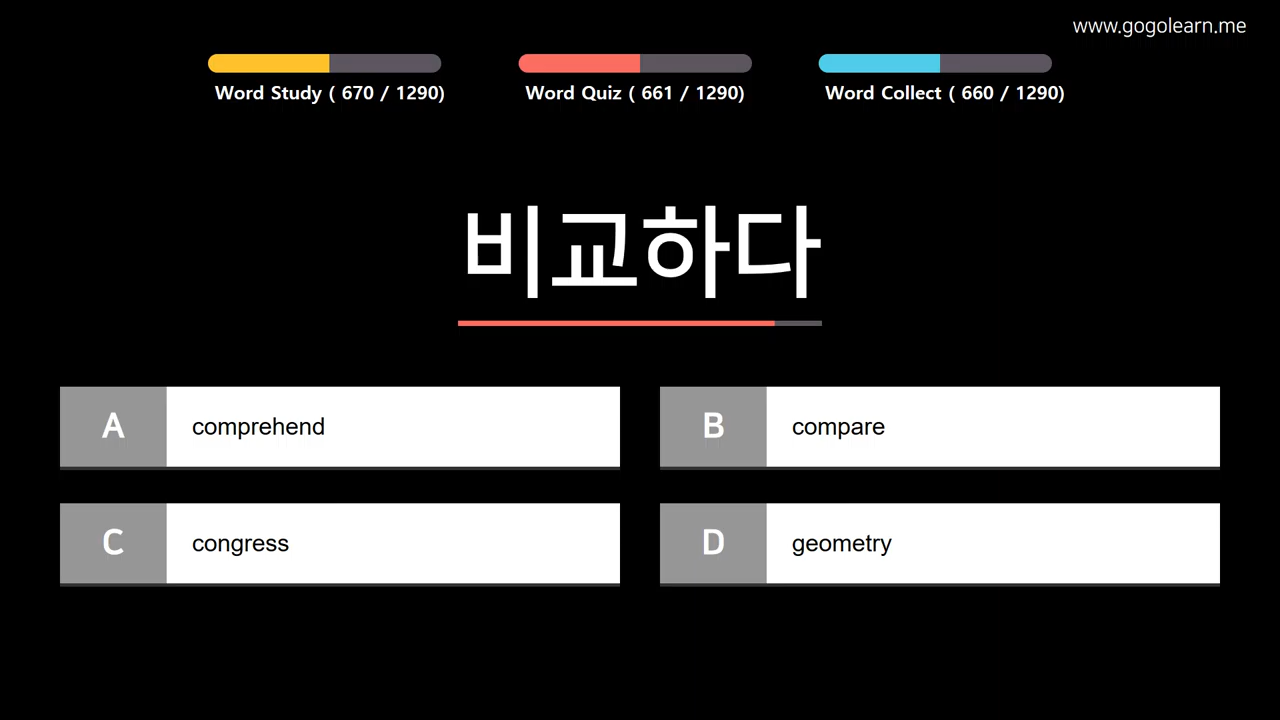 www.gogolearn.me
Word Study ( 670 / 1290)
Word Quiz ( 661 / 1290)
Word Collect ( 660 / 1290)
비교하다
A comprehend
B compare
C congress
D geometry